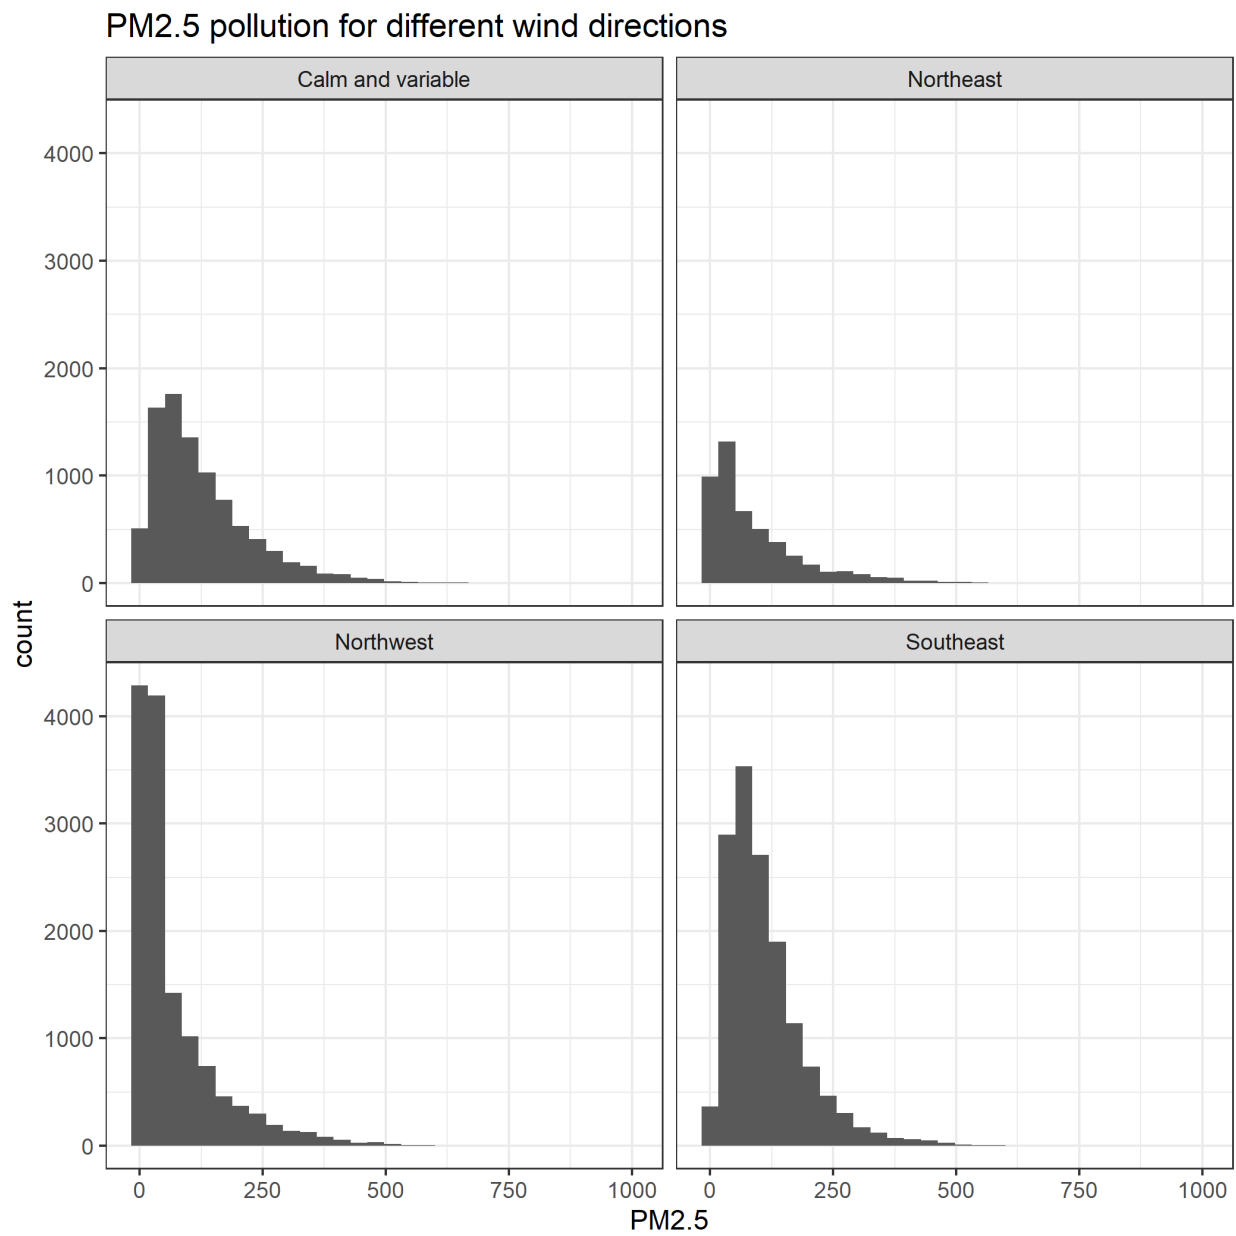 PM2.5 pollution for different wind directions
Calm and variable
Northeast
4000
3000
2000
1000
0
Northwest
Southeast
4000
3000
2000
1000
0
0 250 500 750 1000
0 250 500 750 1000
PM2.5
count